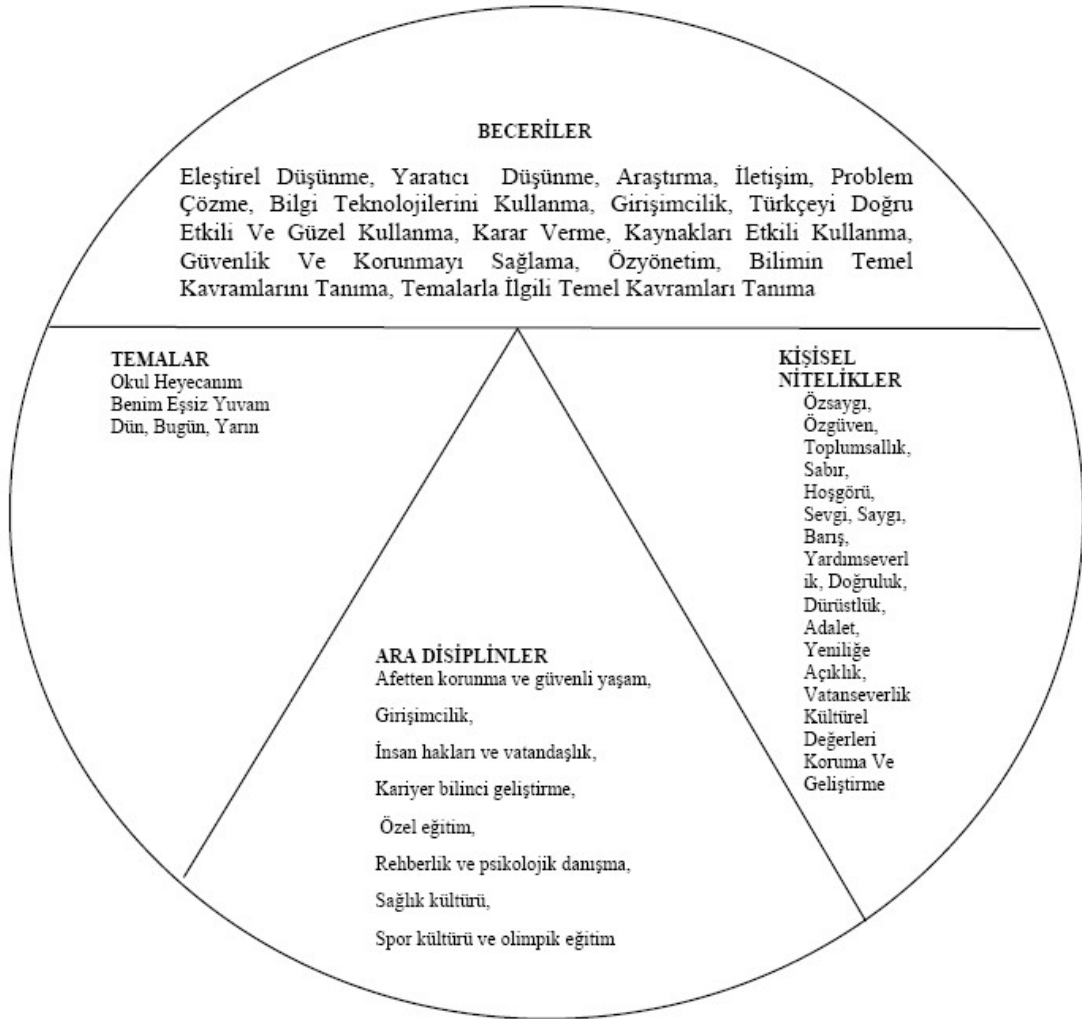 BECERİLER
Eleştirel Düşünme, Yaratıcı Düşünme, Araştırma, İletişim, Problem
Çözme, Bilgi Teknolojilerini Kullanma, Girişimcilik, Türkçeyi Doğru
Etkili Ve Güzel Kullanma, Karar Verme, Kaynakları Etkili Kullanma,
Güvenlik Ve Korunmayı Sağlama, Özyönetim, Bilimin Temel
Kavramlarını Tanıma, Temalarla İlgili Temel Kavramları Tanıma
TEMALAR
Okul Heyecanım
Benim Eşsiz Yuvam
Dün, Bugün, Yarın
ARA DİSİPLİNLER
Afetten korunma ve güvenli yaşam,
Girişimcilik,
İnsan hakları ve vatandaşlık,
Kariyer bilinci geliştirme,
Özel eğitim,
Rehberlik ve psikolojik danışma,
Sağlık kültürü,
Spor kültürü ve olimpik eğitim
KİŞİSEL
NİTELİKLER
Özsaygı,
Özgüven,
Toplumsallık,
Sabır,
Hoşgörü,
Sevgi, Saygı,
Barış,
Yardımseverl
ik, Doğruluk,
Dürüstlük,
Adalet,
Yeniliğe
Açıklık,
Vatanseverlik
Kültürel
Değerleri
Koruma Ve
Geliştirme